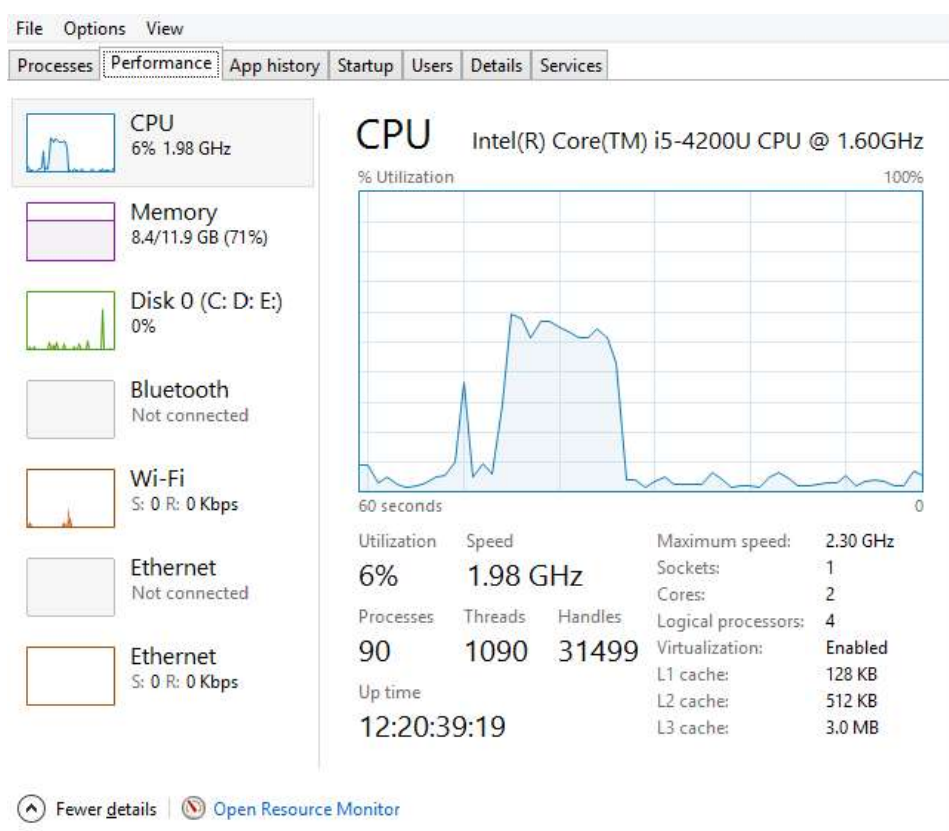 File Options View
Processes Performance App history Startup Users Details Services
CPU
6% 1.98 GHz
Memory
8.4/11.9 GB (71%)
Disk 0 (C: D: E:)
0%
Bluetooth
Not connected
Wi-Fi
S: 0 R: 0 Kbps
Ethernet
Not connected
Ethernet
S: 0 R: 0 Kbps
CPU Intel(R) Core(TM) i5-4200U CPU @ 1.60GHz
% Utilization 100%
60 seconds 0
Utilization Speed
6% 1.98 GHz
Processes Threads Handles
90 1090 31499
Up time
12:20:39:19
Maximum speed: 2.30 GHz
Sockets: 1
Cores: 2
Logical processors: 4
Virtualization: Enabled
L1 cache: 128 KB
L2 cache: 512 KB
L3 cache: 3.0 MB
Fewer details Open Resource Monitor